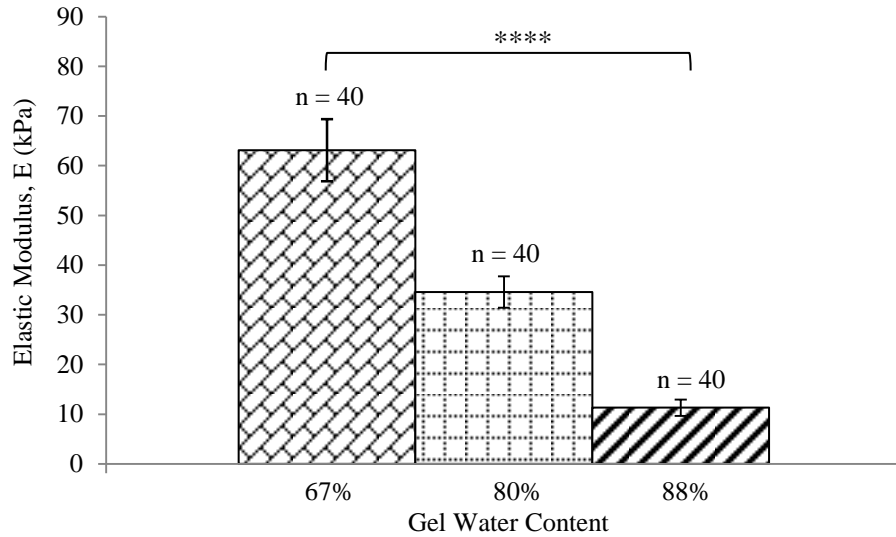 90
80
70
60
50
40
30
20
10
0
Elastic Modulus, E (kPa)
****
n = 40
n = 40
n = 40
67% 80% 88%
Gel Water Content